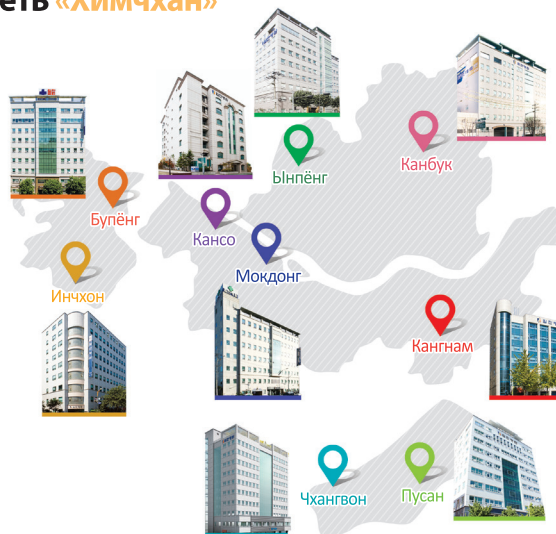 еть «Химчхан»
Ынпёнг
Канбук
Бупёнг
Кансо
Мокдонг
Инчхон
Кангнам
Чхангвон
Пусан